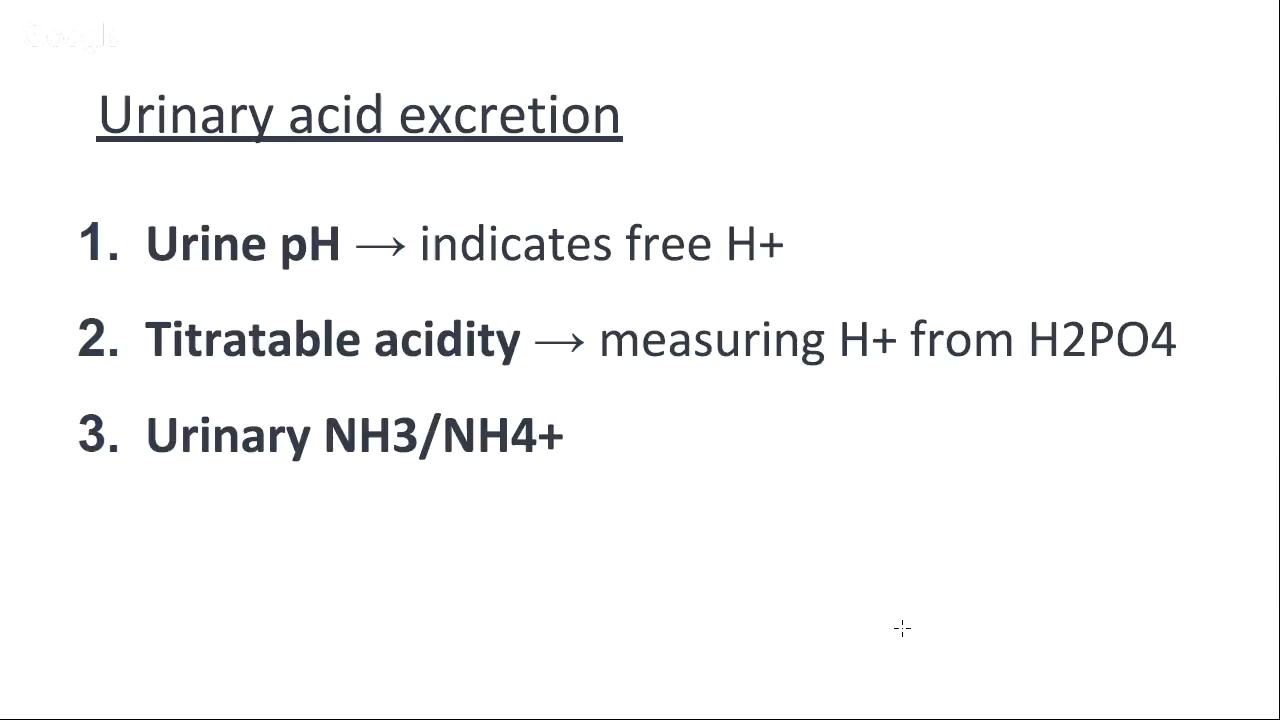 Urinary acid excretion
1. Urine pH → indicates free H+
2. Titratable acidity → measuring H+ from H2PO4
3. Urinary NH3/NH4+